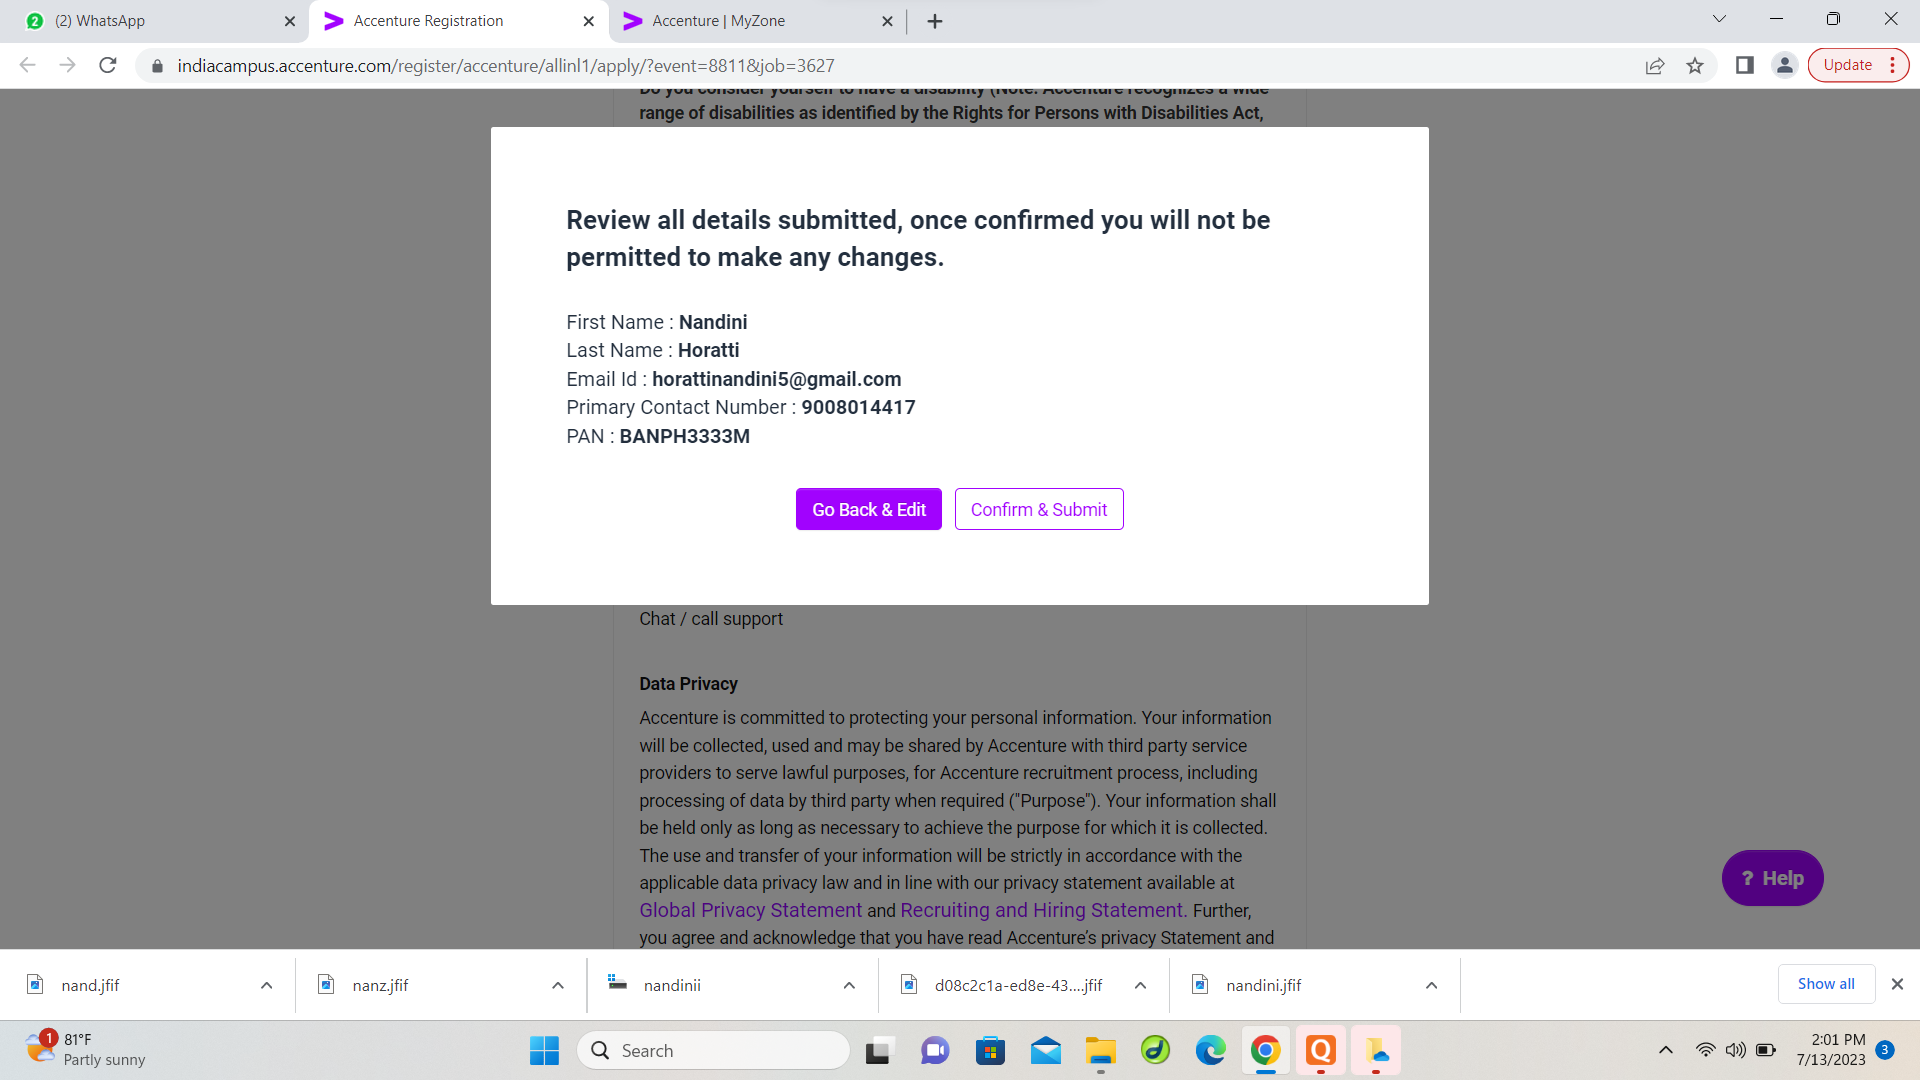 (2) WhatsApp
Accenture Registration
Accenture | MyZone
indiacampus.accenture.com/register/accenture/allinl1/apply/?event=8811&job=3627
Update
Do you consider yourself to have a disability (Note: Accenture recognizes a wide
range of disabilities as identified by the Rights for Persons with Disabilities Act,
Review all details submitted, once confirmed you will not be
permitted to make any changes.
First Name : Nandini
Last Name : Horatti
Email Id : horattinandini5@gmail.com
Primary Contact Number : 9008014417
PAN : BANPH3333M
Go Back & Edit
Confirm & Submit
Chat / call support
Data Privacy
Accenture is committed to protecting your personal information. Your information
will be collected, used and may be shared by Accenture with third party service
providers to serve lawful purposes, for Accenture recruitment process, including
processing of data by third party when required ("Purpose"). Your information shall
be held only as long as necessary to achieve the purpose for which it is collected.
The use and transfer of your information will be strictly in accordance with the
applicable data privacy law and in line with our privacy statement available at
Global Privacy Statement and Recruiting and Hiring Statement. Further,
you agree and acknowledge that you have read Accenture's privacy Statement and
? Help
nand.jfif
nanz.jfif
nandinii
d08c2c1a-ed8e-43....jfif
nandini.jfif
Show all
1
81°F
Partly sunny
Search
2:01 PM
7/13/2023
3